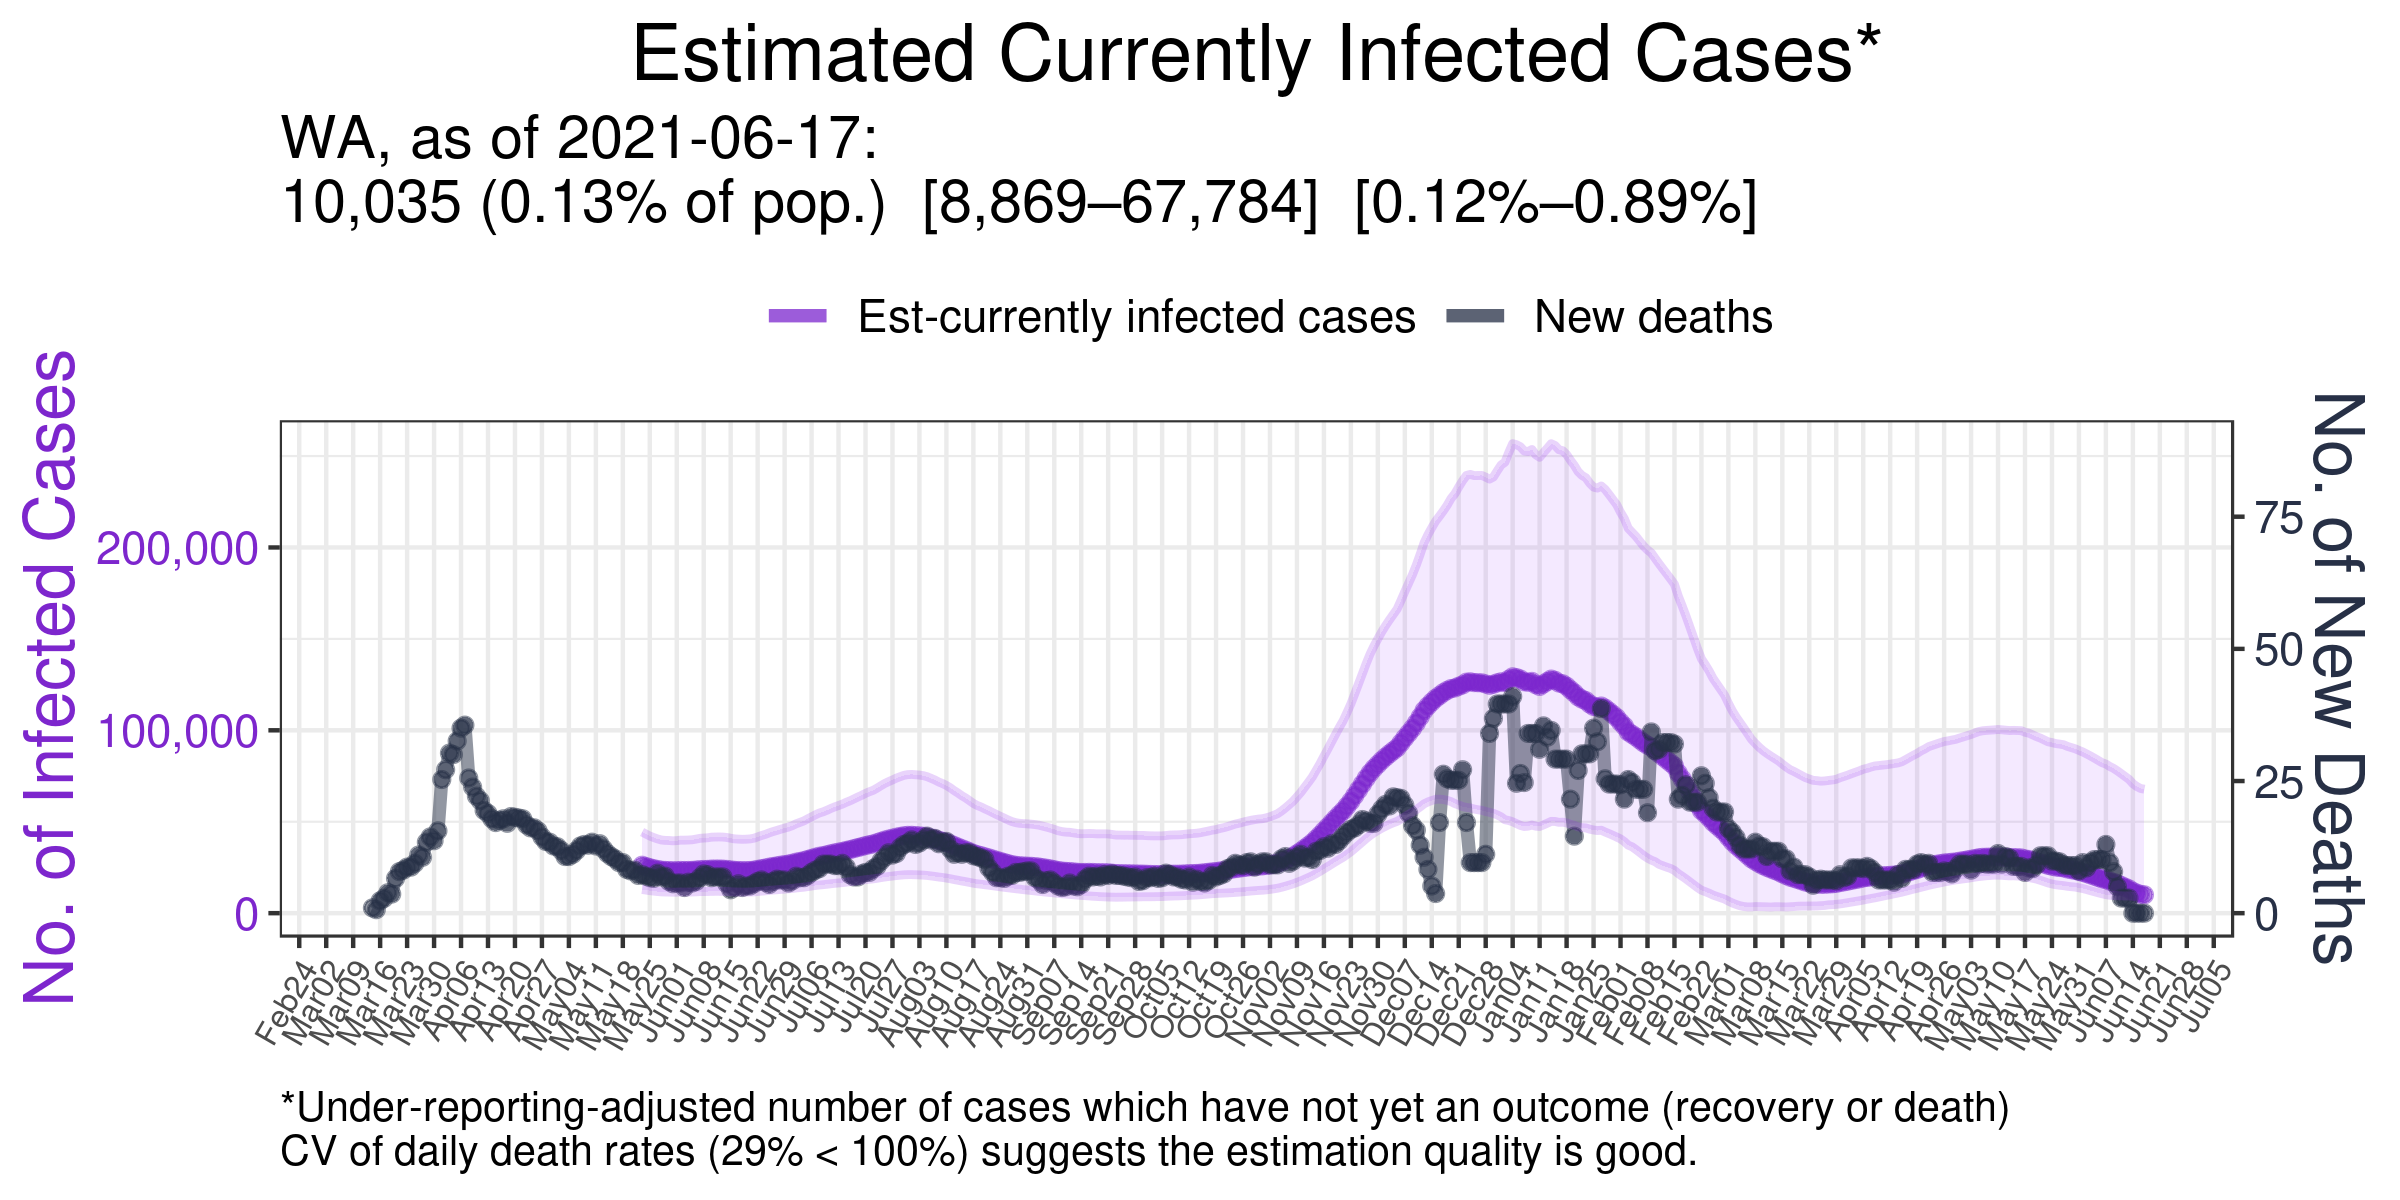 Estimated Currently Infected Cases*
WA, as of 2021-06-17:
10,035 (0.13% of pop.) [8,869–67,784] [0.12%–0.89%]
Est-currently infected cases
New deaths
No. of Infected Cases
200,000
100,000
0
75
50
25
0
No. of New Deaths
Feb24
Mar02
Mar09
Mar16
Mar23
Mar30
Apr06
Apr13
Apr20
Apr27
May04
May11
May18
May25
Jun01
Jun08
Jun15
Jun22
Jun29
Jul06
Jul13
Jul20
Jul27
Aug03
Aug10
Aug17
Aug24
Aug31
Sep07
Sep14
Sep21
Sep28
Oct05
Oct12
Oct19
Oct26
Nov02
Nov09
Nov16
Nov23
Nov30
Dec07
Dec14
Dec21
Dec28
Jan04
Jan11
Jan18
Jan25
Feb01
Feb08
Feb15
Feb22
Mar01
Mar08
Mar15
Mar22
Mar29
Apr05
Apr12
Apr19
Apr26
May03
May10
May17
May24
May31
Jun07
Jun14
Jun21
Jun28
Jul05
*Under-reporting-adjusted number of cases which have not yet an outcome (recovery or death)
CV of daily death rates (29% < 100%) suggests the estimation quality is good.